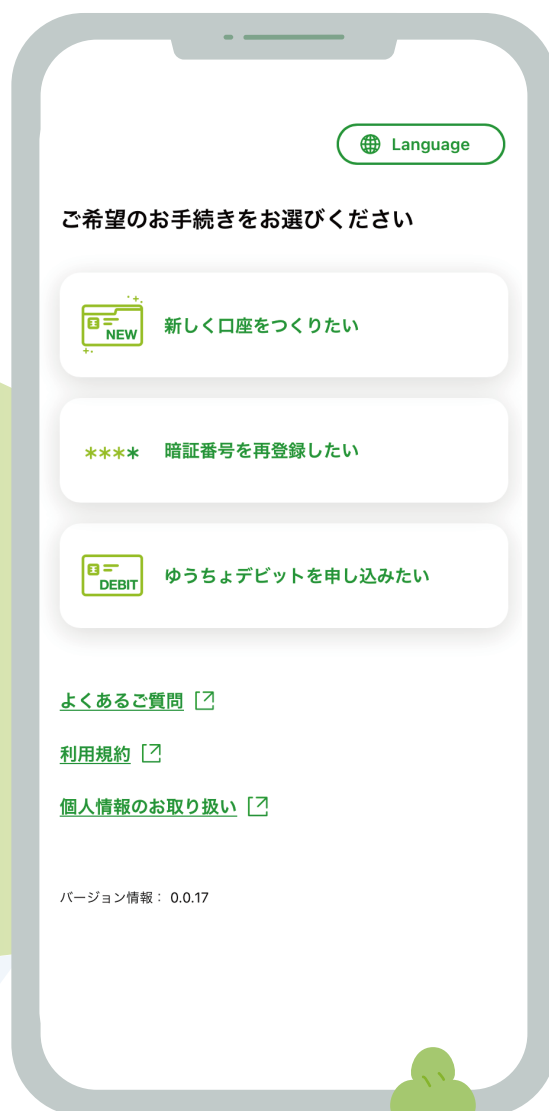 Language
ご希望のお手続きをお選びください
NEW
新しく口座をつくりたい
****
暗証番号を再登録したい
DEBIT
ゆうちょデビットを申し込みたい
よくあるご質問
利用規約
個人情報のお取り扱い
バージョン情報： 0.0.17